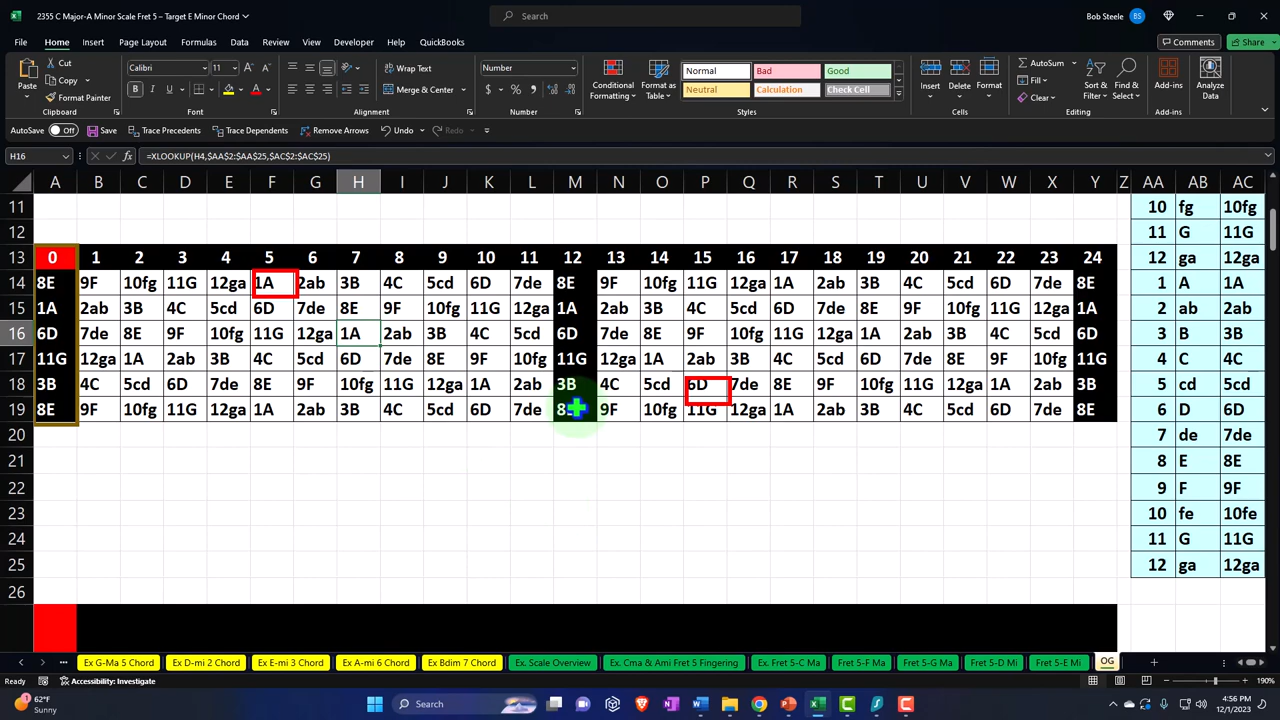 2355 C Major-A Minor Scale Fret 5 – Target E Minor Chord
Search
Bob Steele BS
File Home Insert Page Layout Formulas Data Review View Developer Help QuickBooks Comments Share
Paste Cut Copy Format Painter Clipboard
Calibri 11 B I U A Font
Wrap Text Merge & Center Alignment
Number $ % Number
Conditional Formatting Format as Table
Normal Bad Good
Neutral Calculation Check Cell
Styles
Insert Delete Format Cells
AutoSum Fill Clear Sort & Filter Find & Select Editing
Add-ins Add-ins
Analyze Data
AutoSave Off Save Trace Precedents Trace Dependents Remove Arrows Undo Redo
H16 fx =XLOOKUP(H4,$AA$2:$AA$25,$AC$2:$AC$25)
A B C D E F G H I J K L M N O P Q R S T U V W X Y Z AA AB AC
11 10 fg 10fg
12 11 G 11G
13 0 1 2 3 4 5 6 7 8 9 10 11 12 13 14 15 16 17 18 19 20 21 22 23 24 12 ga 12ga
14 8E 9F 10fg 11G 12ga 1A 2ab 3B 4C 5cd 6D 7de 8E 9F 10fg 11G 12ga 1A 2ab 3B 4C 5cd 6D 7de 8E 1 A 1A
15 1A 2ab 3B 4C 5cd 6D 7de 8E 9F 10fg 11G 12ga 1A 2ab 3B 4C 5cd 6D 7de 8E 9F 10fg 11G 12ga 1A 2 ab 2ab
16 6D 7de 8E 9F 10fg 11G 12ga 1A 2ab 3B 4C 5cd 6D 7de 8E 9F 10fg 11G 12ga 1A 2ab 3B 4C 5cd 6D 3 B 3B
17 11G 12ga 1A 2ab 3B 4C 5cd 6D 7de 8E 9F 10fg 11G 12ga 1A 2ab 3B 4C 5cd 6D 7de 8E 9F 10fg 11G 4 C 4C
18 3B 4C 5cd 6D 7de 8E 9F 10fg 11G 12ga 1A 2ab 3B 4C 5cd 6D 7de 8E 9F 10fg 11G 12ga 1A 2ab 3B 5 cd 5cd
19 8E 9F 10fg 11G 12ga 1A 2ab 3B 4C 5cd 6D 7de 9F 10fg 11G 12ga 1A 2ab 3B 4C 5cd 6D 7de 8E 6 D 6D
20 7 de 7de
21 8 E 8E
22 9 F 9F
23 10 fe 10fe
24 11 G 11G
25 12 ga 12ga
26
Ex G-Ma 5 Chord Ex D-mi 2 Chord Ex E-mi 3 Chord Ex A-mi 6 Chord Ex Bdim 7 Chord Ex. Scale Overview Ex. Cma & Ami Fret 5 Fingering Ex. Fret 5-C Ma Fret 5-F Ma Fret 5-G Ma Fret 5-D Mi Fret 5-E Mi OG
Ready Accessibility: Investigate 190%
62°F
Cloudy
Search
4:56 PM
12/1/2023